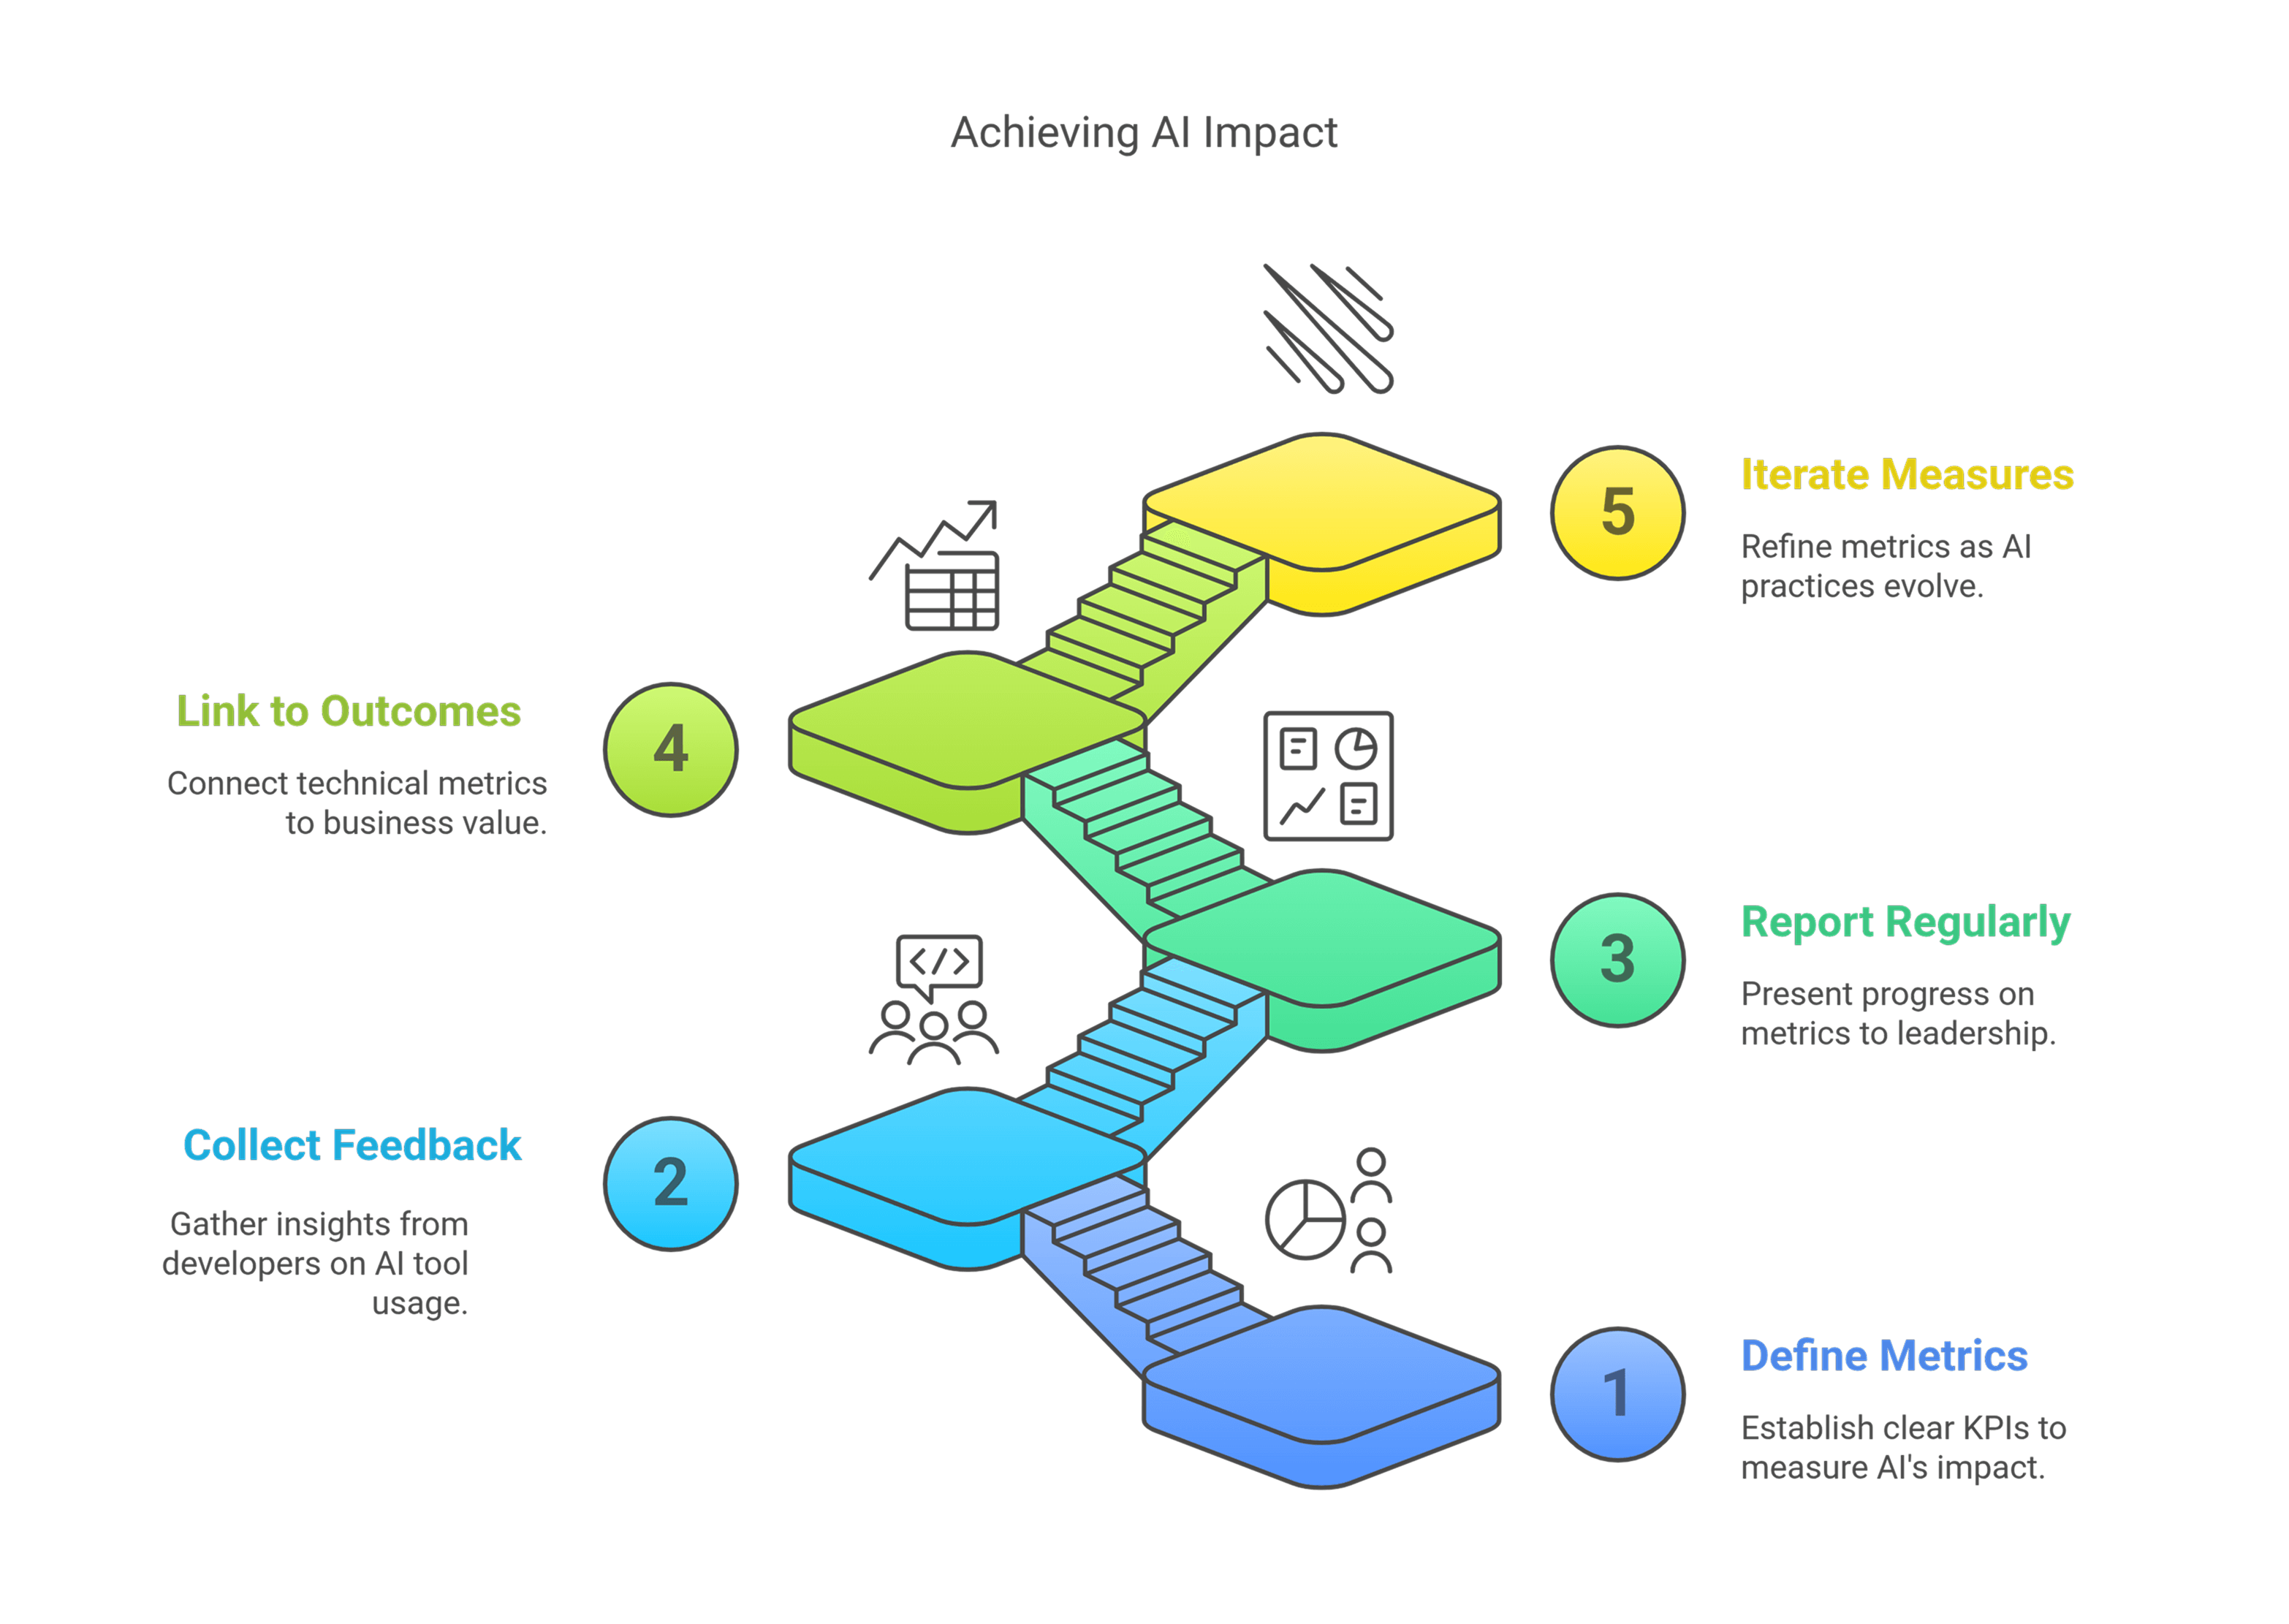 Achieving AI Impact
5
Iterate Measures
Refine metrics as AI
practices evolve.
Link to Outcomes
4
Connect technical metrics
to business value.
3
Report Regularly
Present progress on
metrics to leadership.
</>
Collect Feedback
2
Gather insights from
developers on AI tool
usage.
1
Define Metrics
Establish clear KPIs to
measure AI's impact.